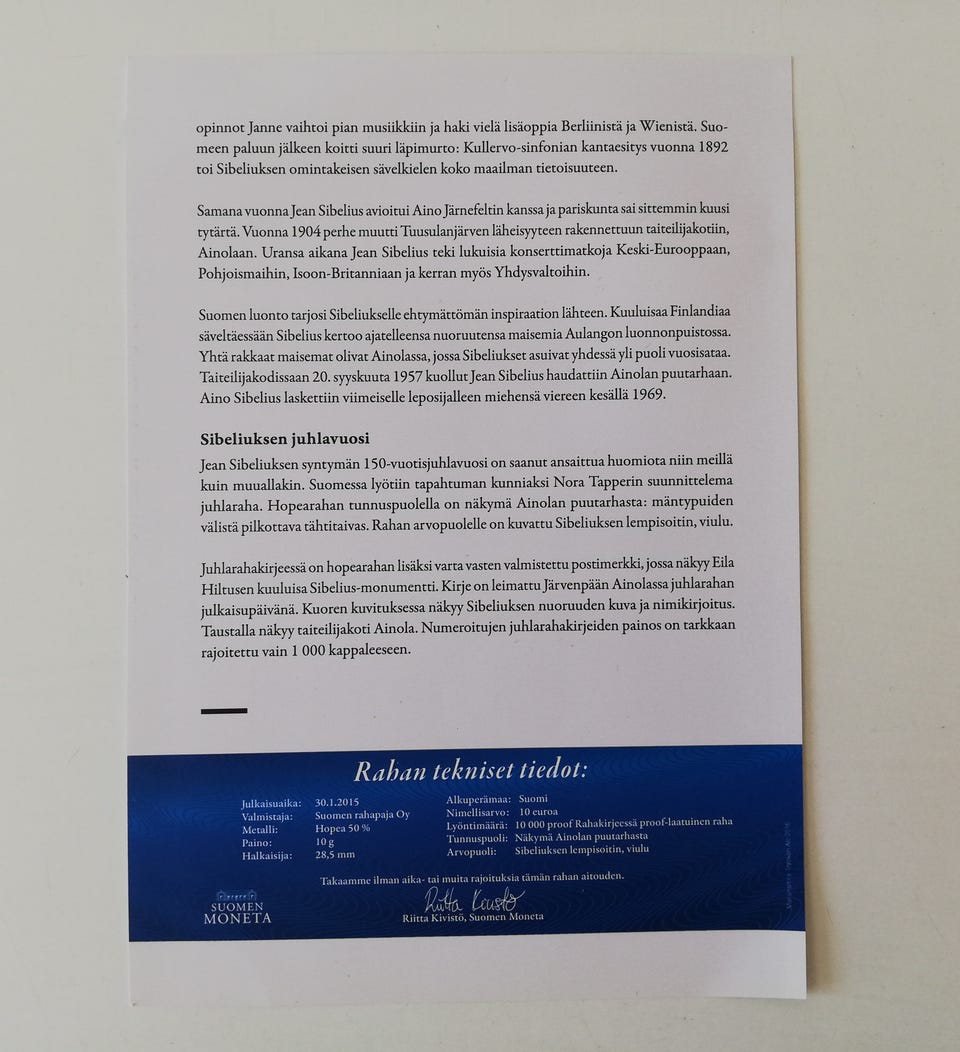 opinnot Janne vaihtoi pian musiikkiin ja haki vielä lisäoppia Berliinistä ja Wienistä. Suo-
meen paluun jälkeen koitti suuri läpimurto: Kullervo-sinfonian kantaesitys vuonna 1892
toi Sibeliuksen omintakeisen sävelkielen koko maailman tietoisuuteen.
Samana vuonna Jean Sibelius avioitui Aino Järnefeltin kanssa ja pariskunta sai sittemmin kuusi
tytärtä. Vuonna 1904 perhe muutti Tuusulanjärven läheisyyteen rakennettuun taiteilijakotiin,
Ainolaan. Uransa aikana Jean Sibelius teki lukuisia konserttimatkoja Keski-Eurooppaan,
Pohjoismaihin, Isoon-Britanniaan ja kerran myös Yhdysvaltoihin.
Suomen luonto tarjosi Sibeliukselle ehtymättömän inspiraation lähteen. Kuuluisaa Finlandiaa
säveltäessään Sibelius kertoo ajatelleensa nuoruutensa maisemia Aulangon luonnonpuistossa.
Yhtä rakkaat maisemat olivat Ainolassa, jossa Sibeliukset asuivat yhdessä yli puoli vuosisataa.
Taiteilijakodissaan 20. syyskuuta 1957 kuollut Jean Sibelius haudattiin Ainolan puutarhaan.
Aino Sibelius laskettiin viimeiselle leposijalleen miehensä viereen kesällä 1969.
Sibeliuksen juhlavuosi
Jean Sibeliuksen syntymän 150-vuotisjuhlavuosi on saanut ansaittua huomiota niin meillä
kuin muuallakin. Suomessa lyötiin tapahtuman kunniaksi Nora Tapperin suunnittelema
juhlaraha. Hopearahan tunnuspuolella on näkymä Ainolan puutarhasta: mäntypuiden
välistä pilkottava tähtitaivas. Rahan arvopuolelle on kuvattu Sibeliuksen lempisoitin, viulu.
Juhlarahakirjeessä on hopearahan lisäksi varta vasten valmistettu postimerkki, jossa näkyy Eila
Hiltusen kuuluisa Sibelius-monumentti. Kirje on leimattu Järvenpään Ainolassa juhlarahan
julkaisupäivänä. Kuoren kuvituksessa näkyy Sibeliuksen nuoruuden kuva ja nimikirjoitus.
Taustalla näkyy taiteilijakoti Ainola. Numeroitujen juhlarahakirjeiden painos on tarkkaan
rajoitettu vain 1 000 kappaleeseen.
Rahan tekniset tiedot:
Julkaisuaika: 30.1.2015
Valmistaja: Suomen rahapaja Oy
Metalli: Hopea 50 %
Paino: 10 g
Halkaisija: 28,5 mm
Alkuperämaa: Suomi
Nimellisarvo: 10 euroa
Lyöntimäärä: 10 000 proof Rahakirjeessä proof-laatuinen raha
Tunnuspuoli: Näkymä Ainolan puutarhasta
Arvopuoli: Sibeliuksen lempisoitin, viulu
Takaamme ilman aika- tai muita rajoituksia tämän rahan aitouden.
Riitta Kivistö
Riitta Kivistö, Suomen Moneta
SUOMEN
MONETA